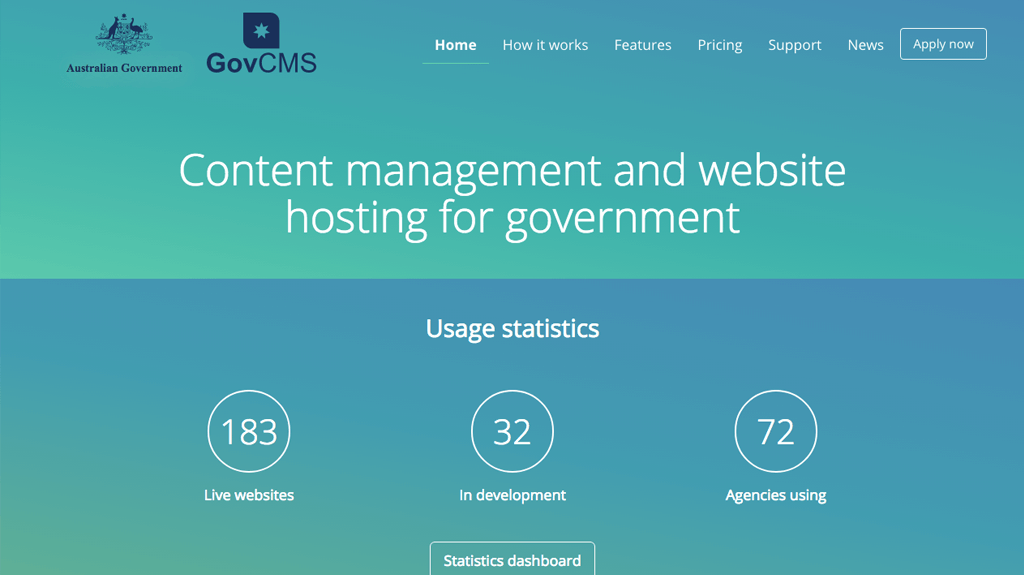 Australian Government
GovCMS
Home
How it works
Features
Pricing
Support
News
Apply now
Content management and website
hosting for government
Usage statistics
183
32
72
Live websites
In development
Agencies using
Statistics dashboard